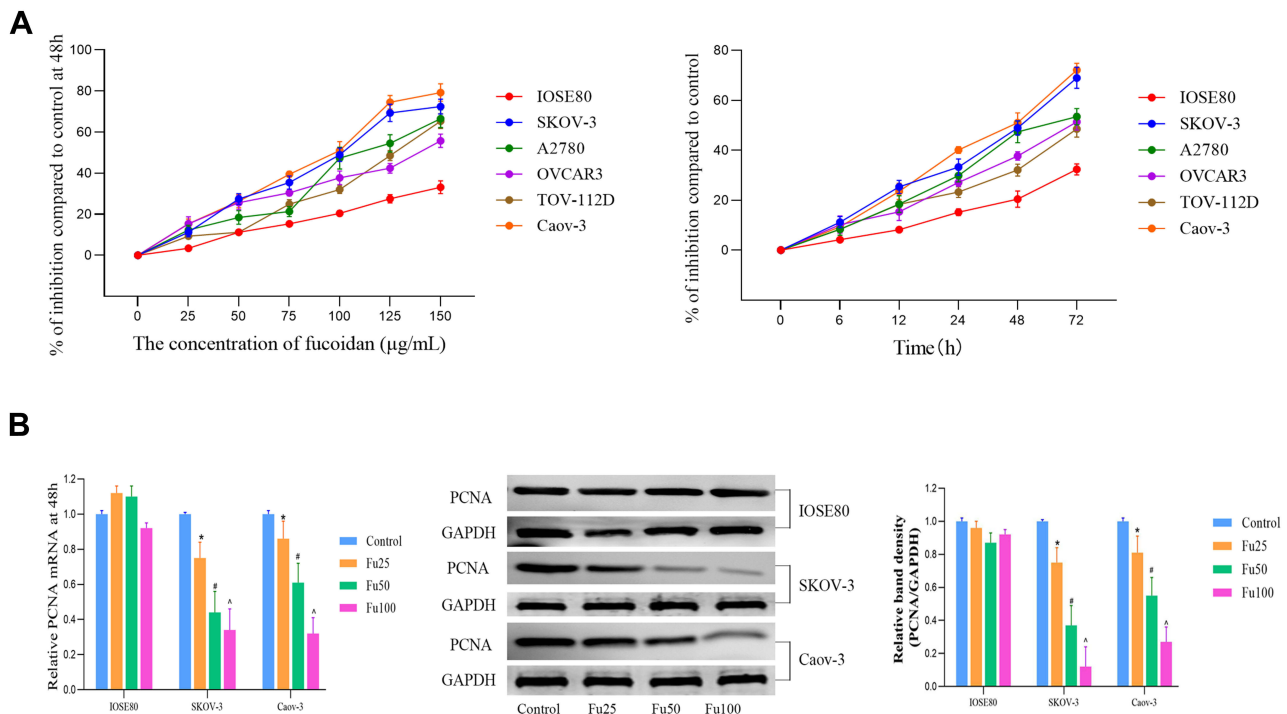 A
% of inhibition compared to control at 48h
100
80
60
40
20
0
0 25 50 75 100 125 150
The concentration of fucoidan (μg/mL)
IOSE80
SKOV-3
A2780
OVCAR3
TOV-112D
Caov-3
% of inhibition compared to control
80
60
40
20
0
0 6 12 24 48 72
Time(h)
IOSE80
SKOV-3
A2780
OVCAR3
TOV-112D
Caov-3
B
Relative PCNA mRNA at 48h
1.2
1.0
0.8
0.6
0.4
0.2
0.0
* # ^
* # ^
IOSE80 SKOV-3 Caov-3
Control
Fu25
Fu50
Fu100
PCNA
GAPDH
IOSE80
PCNA
GAPDH
SKOV-3
PCNA
GAPDH
Caov-3
Control Fu25 Fu50 Fu100
Relative band density
(PCNA/GAPDH)
1.2
1.0
0.8
0.6
0.4
0.2
0.0
* # ^
* # ^
IOSE80 SKOV-3 Caov-3
Control
Fu25
Fu50
Fu100